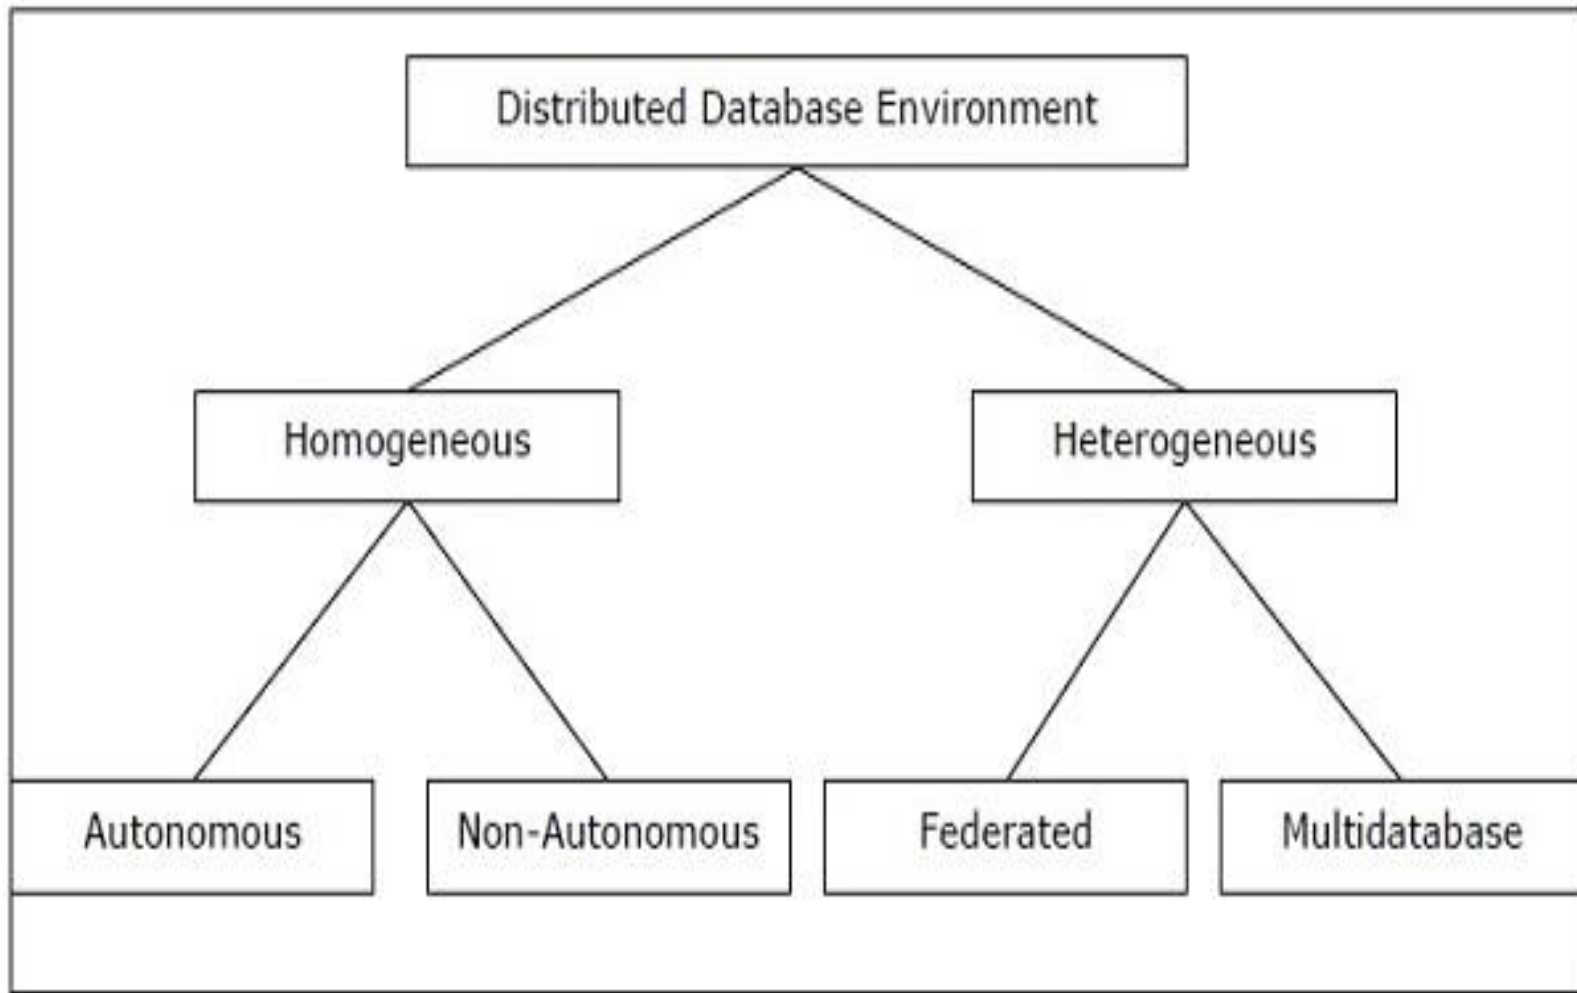 Distributed Database Environment
Homogeneous
Heterogeneous
Autonomous
Non-Autonomous
Federated
Multidatabase